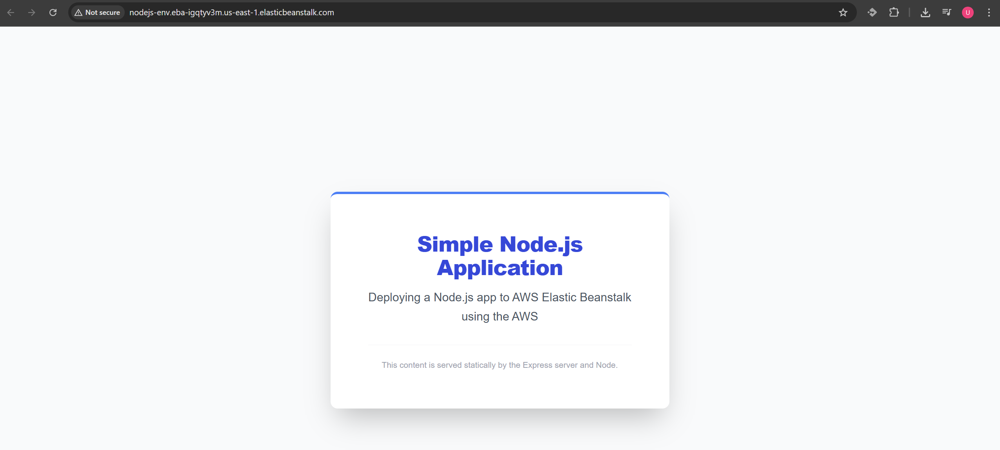 Not secure nodejs-env.eba-igqtyv3m.us-east-1.elasticbeanstalk.com U
Simple Node.js
Application
Deploying a Node.js app to AWS Elastic Beanstalk
using the AWS
This content is served statically by the Express server and Node.